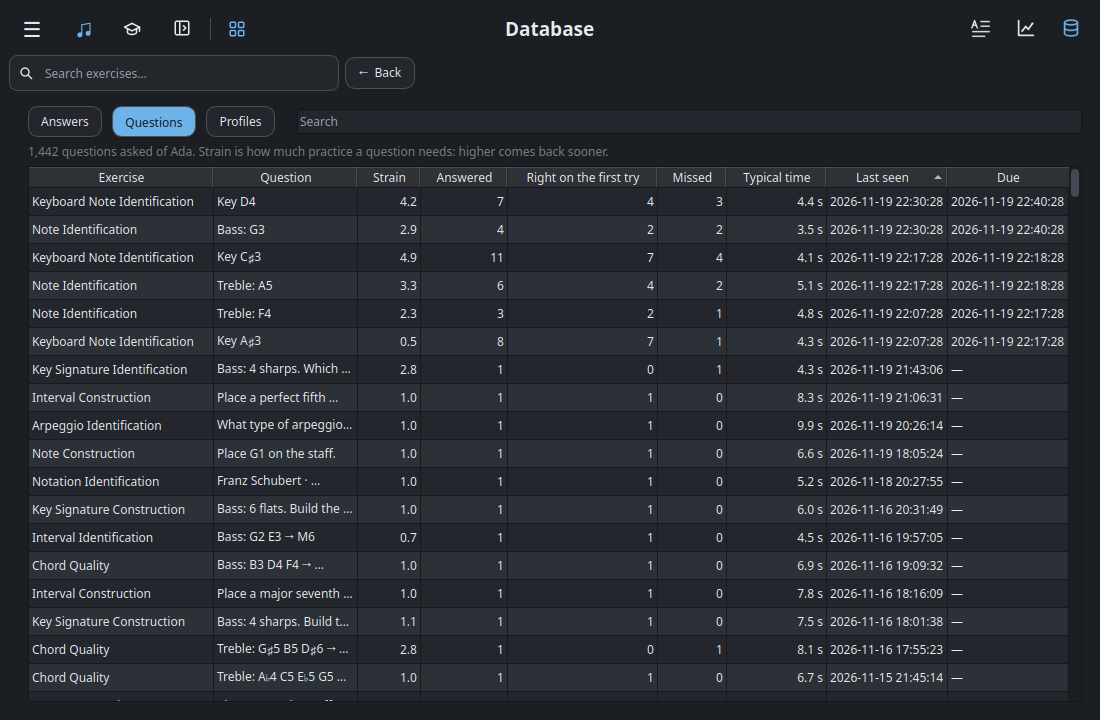 Database
Search exercises...
← Back
Answers Questions Profiles Search
1,442 questions asked of Ada. Strain is how much practice a question needs: higher comes back sooner.
Exercise Question Strain Answered Right on the first try Missed Typical time Last seen Due
Keyboard Note Identification Key D4 4.2 7 4 3 4.4 s 2026-11-19 22:30:28 2026-11-19 22:40:28
Note Identification Bass: G3 2.9 4 2 2 3.5 s 2026-11-19 22:30:28 2026-11-19 22:40:28
Keyboard Note Identification Key C♯3 4.9 11 7 4 4.1 s 2026-11-19 22:17:28 2026-11-19 22:18:28
Note Identification Treble: A5 3.3 6 4 2 5.1 s 2026-11-19 22:17:28 2026-11-19 22:18:28
Note Identification Treble: F4 2.3 3 2 1 4.8 s 2026-11-19 22:07:28 2026-11-19 22:17:28
Keyboard Note Identification Key A♯3 0.5 8 7 1 4.3 s 2026-11-19 22:07:28 2026-11-19 22:17:28
Key Signature Identification Bass: 4 sharps. Which ... 2.8 1 0 1 4.3 s 2026-11-19 21:43:06 —
Interval Construction Place a perfect fifth ... 1.0 1 1 0 8.3 s 2026-11-19 21:06:31 —
Arpeggio Identification What type of arpeggio... 1.0 1 1 0 9.9 s 2026-11-19 20:26:14 —
Note Construction Place G1 on the staff. 1.0 1 1 0 6.6 s 2026-11-19 18:05:24 —
Notation Identification Franz Schubert · ... 1.0 1 1 0 5.2 s 2026-11-18 20:27:55 —
Key Signature Construction Bass: 6 flats. Build the ... 1.0 1 1 0 6.0 s 2026-11-16 20:31:49 —
Interval Identification Bass: G2 E3 → M6 0.7 1 1 0 4.5 s 2026-11-16 19:57:05 —
Chord Quality Bass: B3 D4 F4 → ... 1.0 1 1 0 6.9 s 2026-11-16 19:09:32 —
Interval Construction Place a major seventh ... 1.0 1 1 0 7.8 s 2026-11-16 18:16:09 —
Key Signature Construction Bass: 4 sharps. Build t... 1.1 1 1 0 7.5 s 2026-11-16 18:01:38 —
Chord Quality Treble: G♯5 B5 D♯6 → ... 2.8 1 0 1 8.1 s 2026-11-16 17:55:23 —
Chord Quality Treble: A♭4 C5 E♭5 G5 ... 1.0 1 1 0 6.7 s 2026-11-15 21:45:14 —